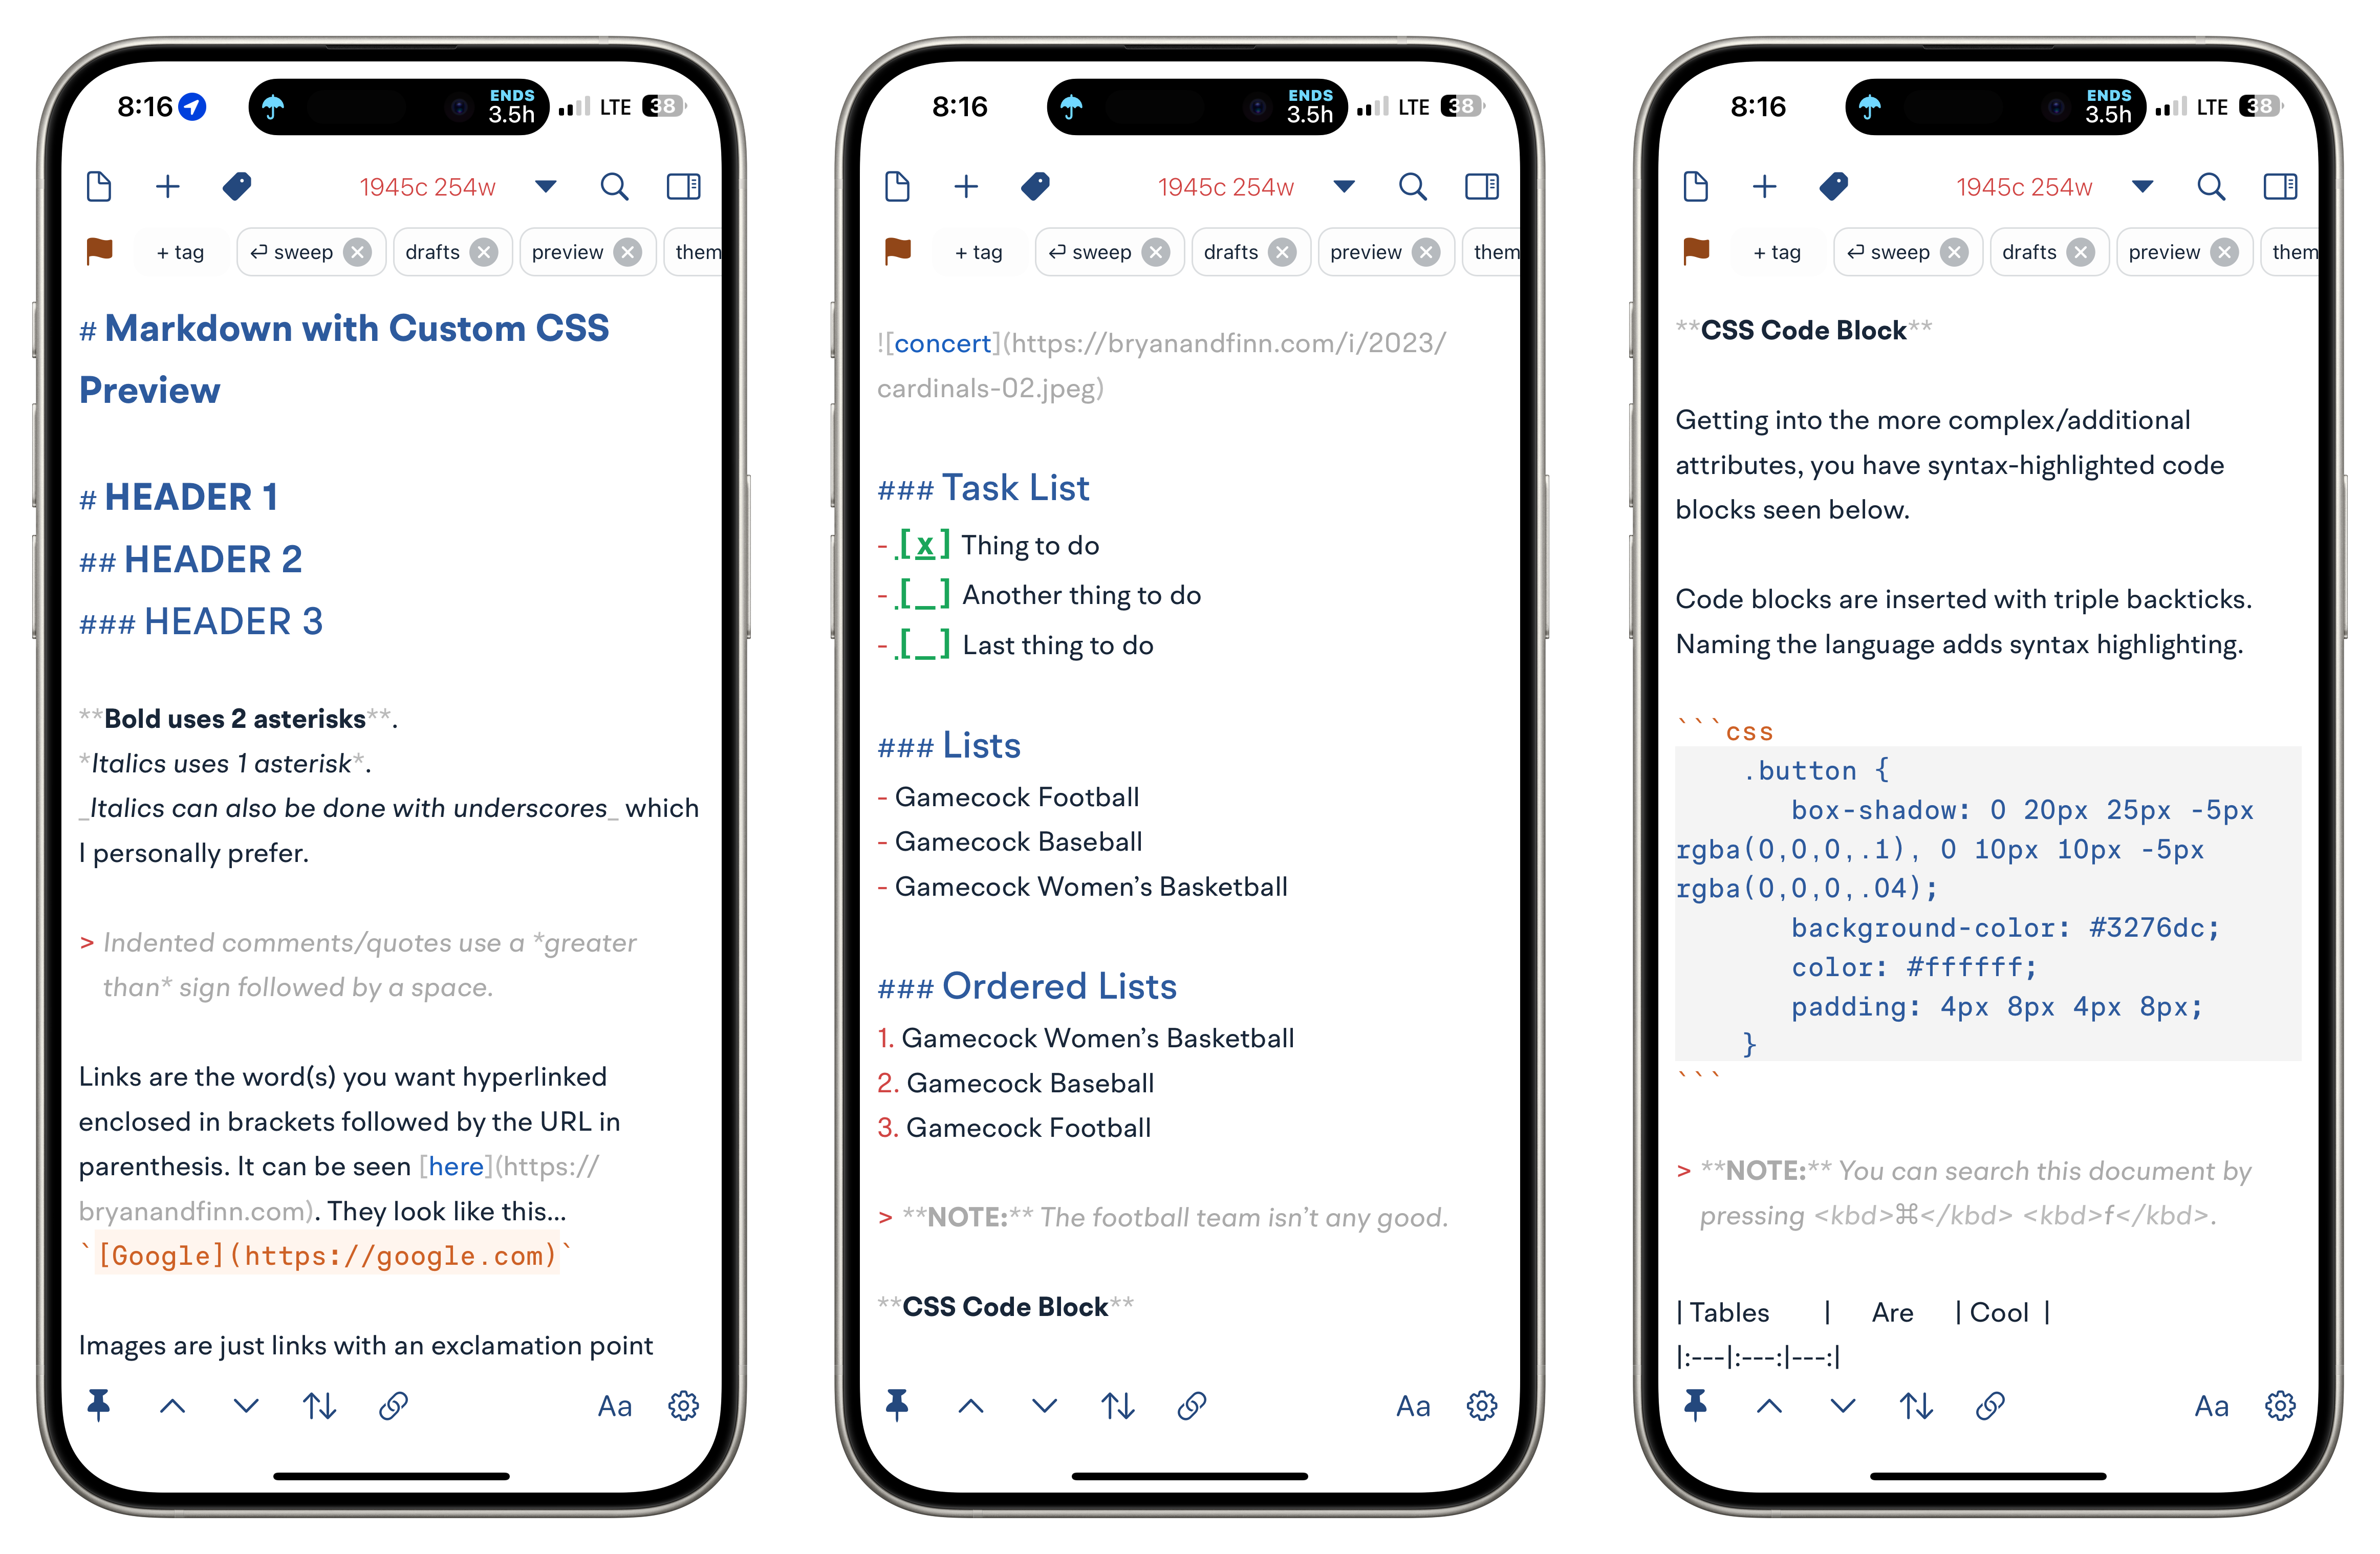 8:16 ENDS 3.5h LTE 38
1945c 254w
+ tag sweep drafts preview them
# Markdown with Custom CSS
Preview
# HEADER 1
## HEADER 2
### HEADER 3
**Bold uses 2 asterisks**.
*Italics uses 1 asterisk*.
_Italics can also be done with underscores_ which
I personally prefer.
> Indented comments/quotes use a *greater
than* sign followed by a space.
Links are the word(s) you want hyperlinked
enclosed in brackets followed by the URL in
parenthesis. It can be seen [here](https://
bryanandfinn.com). They look like this...
`[Google](https://google.com)`
Images are just links with an exclamation point
Aa
8:16 ENDS 3.5h LTE 38
1945c 254w
+ tag sweep drafts preview them
![concert](https://bryanandfinn.com/i/2023/
cardinals-02.jpeg)
### Task List
- [x] Thing to do
- [_] Another thing to do
- [_] Last thing to do
### Lists
- Gamecock Football
- Gamecock Baseball
- Gamecock Women’s Basketball
### Ordered Lists
1. Gamecock Women’s Basketball
2. Gamecock Baseball
3. Gamecock Football
> **NOTE:** The football team isn’t any good.
**CSS Code Block**
Aa
8:16 ENDS 3.5h LTE 38
1945c 254w
+ tag sweep drafts preview them
**CSS Code Block**
Getting into the more complex/additional
attributes, you have syntax-highlighted code
blocks seen below.
Code blocks are inserted with triple backticks.
Naming the language adds syntax highlighting.
```css
.button {
box-shadow: 0 20px 25px -5px
rgba(0,0,0,.1), 0 10px 10px -5px
rgba(0,0,0,.04);
background-color: #3276dc;
color: #ffffff;
padding: 4px 8px 4px 8px;
}
```
> **NOTE:** You can search this document by
pressing <kbd>⌘</kbd> <kbd>f</kbd>.
| Tables | Are | Cool |
|:---|:---:|---:|
Aa